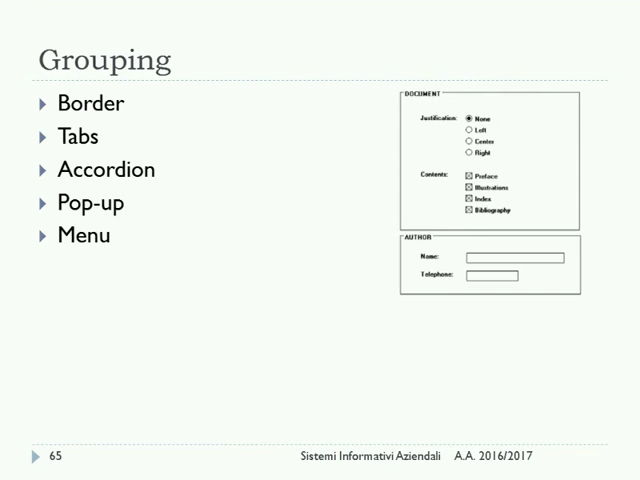 Grouping
Border
Tabs
Accordion
Pop-up
Menu
DOCUMENT
Justification: None
Left
Center
Right
Contents: Preface
Illustrations
Index
Bibliography
AUTHOR
Name:
Telephone:
65 Sistemi Informativi Aziendali A.A. 2016/2017